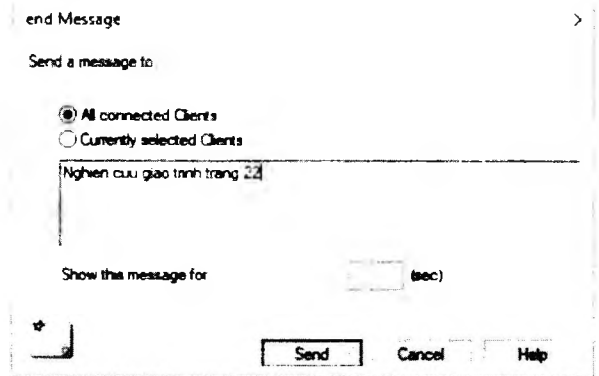 end Message
Send a message to
All connected Clients
Currently selected Clients
Nghien cuu giao trinh trang 22
Show this message for (sec)
Send Cancel Help